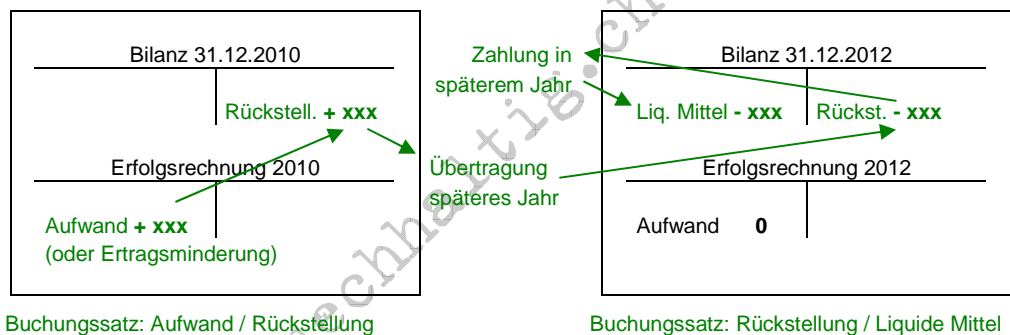 Bilanz 31.12.2010
Rückstell. + xxx
Erfolgsrechnung 2010
Aufwand + xxx
(oder Ertragsminderung)
Buchungssatz: Aufwand / Rückstellung
Zahlung in
späterem Jahr
Übertragung
späteres Jahr
Bilanz 31.12.2012
Liq. Mittel - xxx Rückst. - xxx
Erfolgsrechnung 2012
Aufwand 0
Buchungssatz: Rückstellung / Liquide Mittel